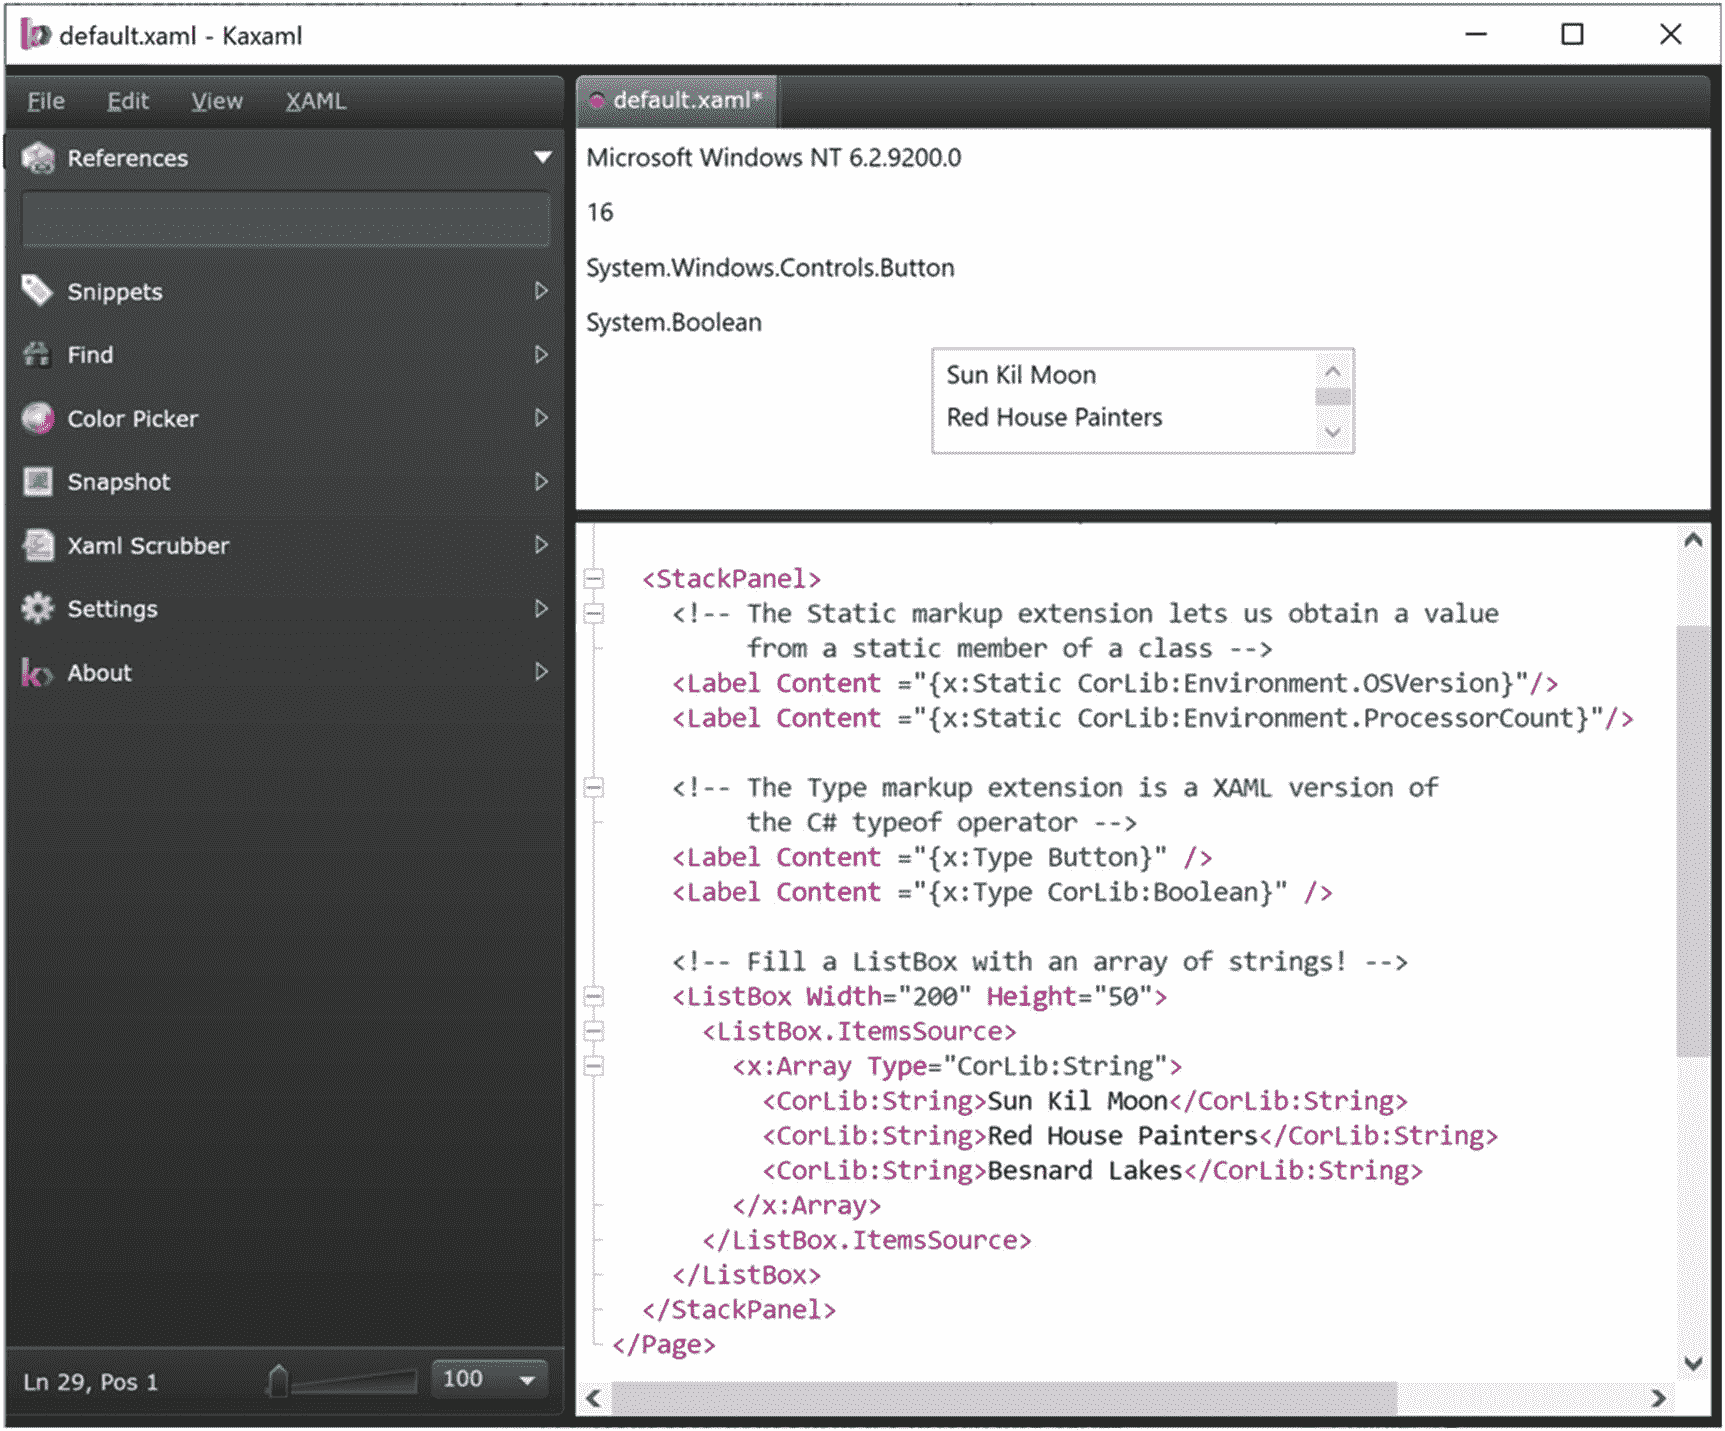 default.xaml - Kaxaml
File Edit View XAML
References
Snippets
Find
Color Picker
Snapshot
Xaml Scrubber
Settings
About
Ln 29, Pos 1
100
default.xaml*
Microsoft Windows NT 6.2.9200.0
16
System.Windows.Controls.Button
System.Boolean
Sun Kil Moon
Red House Painters
<StackPanel>
<!-- The Static markup extension lets us obtain a value
from a static member of a class -->
<Label Content ="{x:Static CorLib:Environment.OSVersion}"/>
<Label Content ="{x:Static CorLib:Environment.ProcessorCount}"/>
<!-- The Type markup extension is a XAML version of
the C# typeof operator -->
<Label Content ="{x:Type Button}" />
<Label Content ="{x:Type CorLib:Boolean}" />
<!-- Fill a ListBox with an array of strings! -->
<ListBox Width="200" Height="50">
<ListBox.ItemsSource>
<x:Array Type="CorLib:String">
<CorLib:String>Sun Kil Moon</CorLib:String>
<CorLib:String>Red House Painters</CorLib:String>
<CorLib:String>Besnard Lakes</CorLib:String>
</x:Array>
</ListBox.ItemsSource>
</ListBox>
</StackPanel>
</Page>